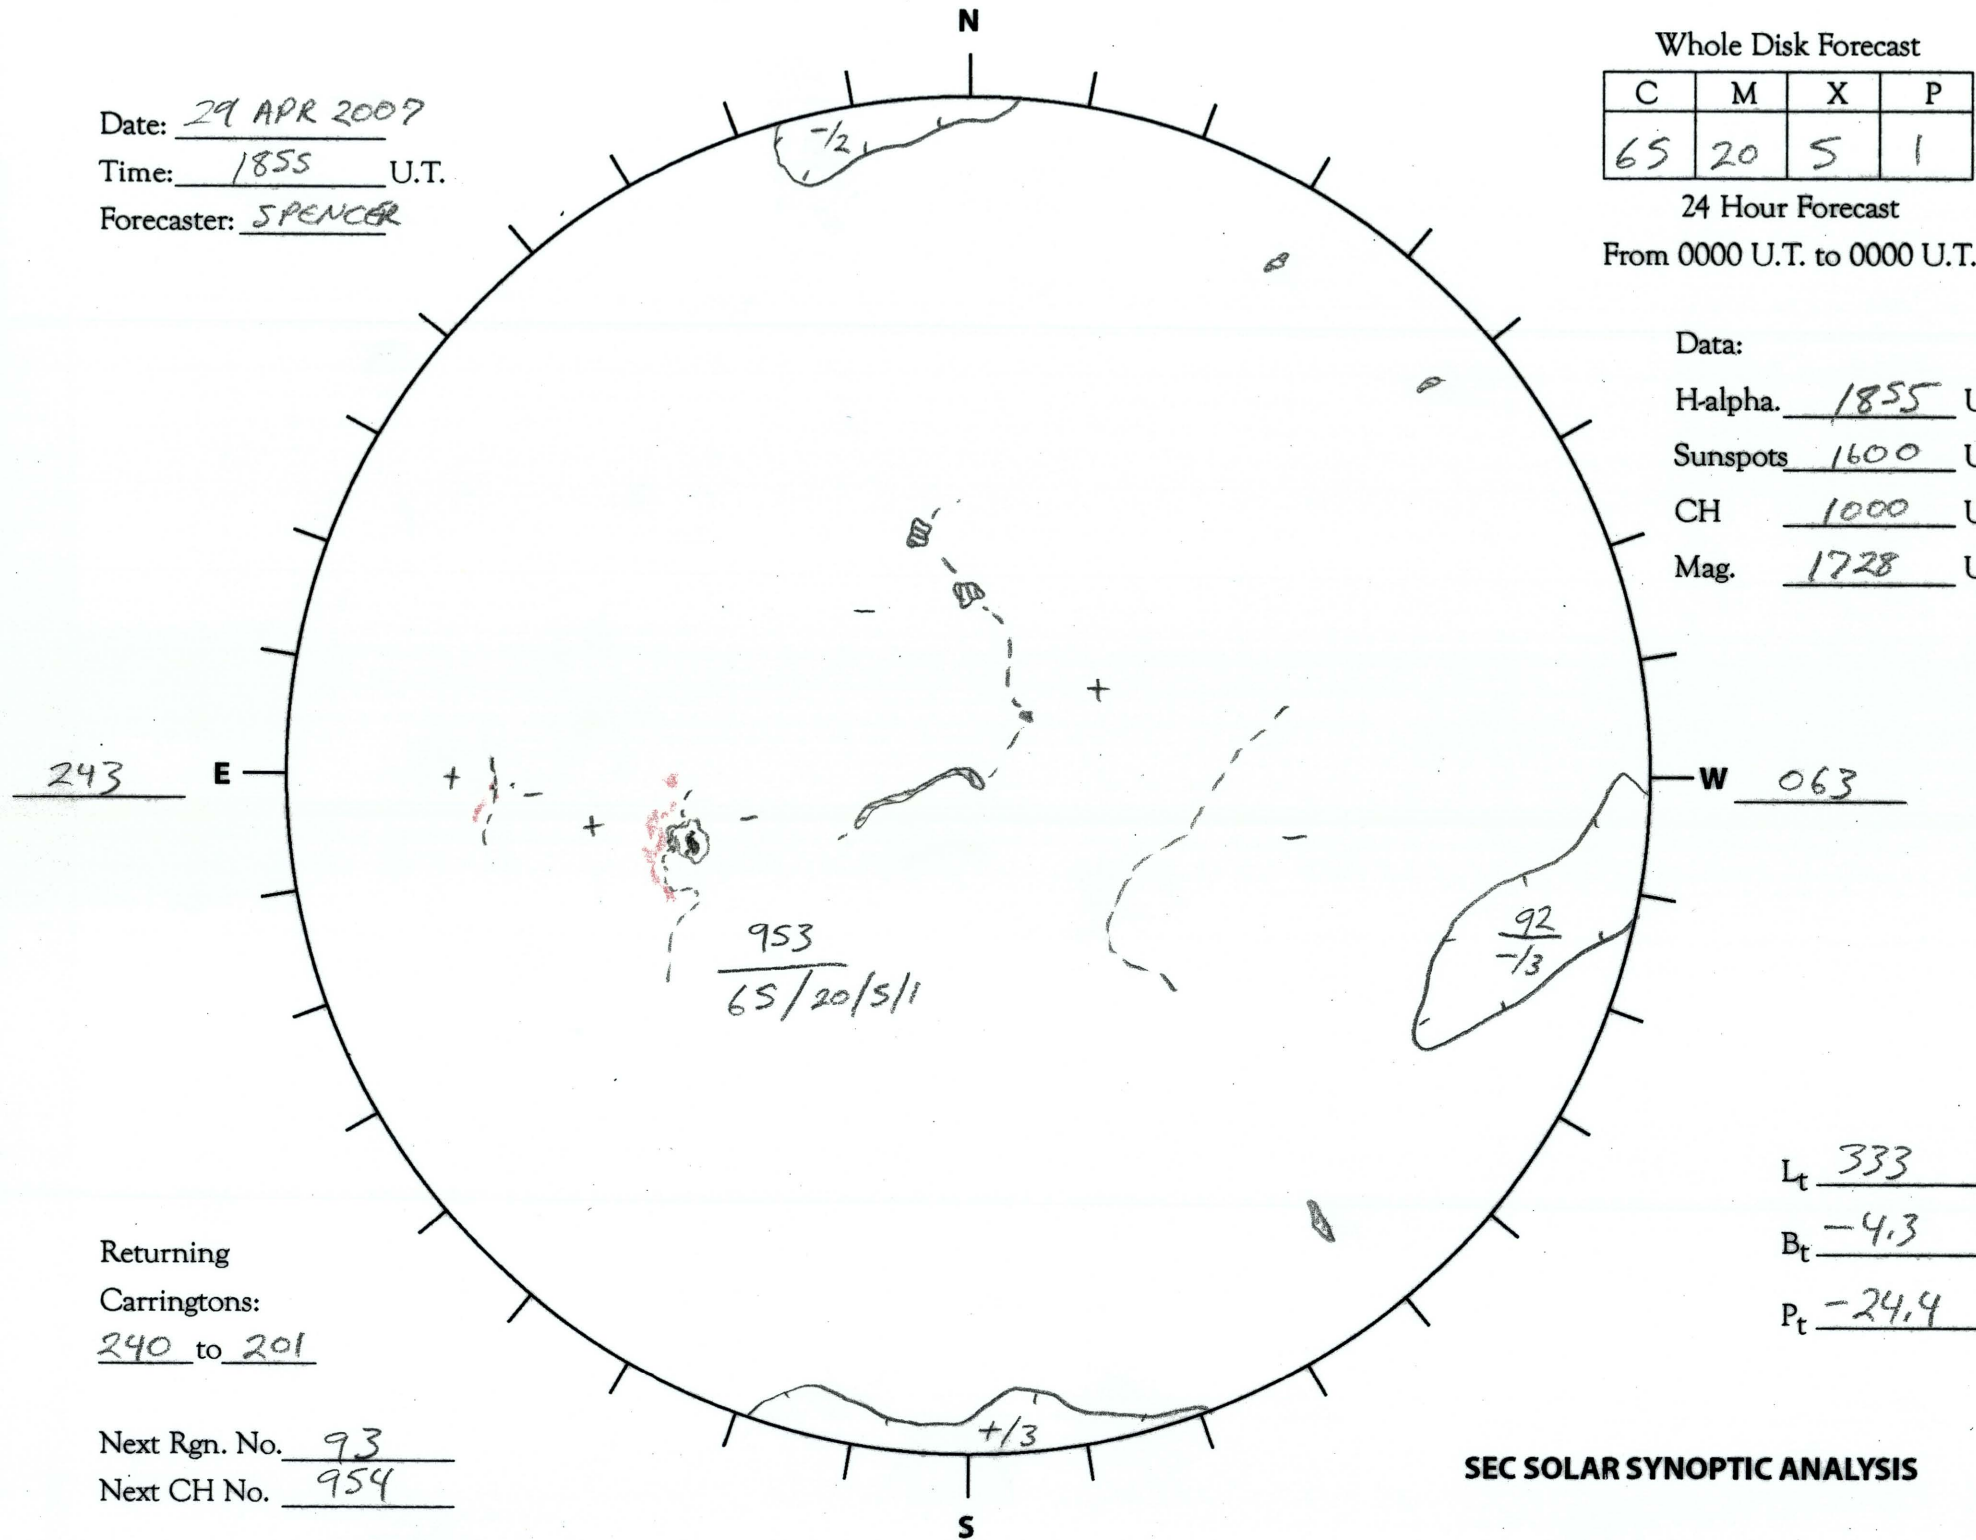 N
Date: 29 APR 2007
Time: 1855 U.T.
Forecaster: SPENCER
Whole Disk Forecast
C M X P
65 20 5 1
24 Hour Forecast
From 0000 U.T. to 0000 U.T.
-/2
Data:
H-alpha. 1855 U
Sunspots 1600 U
CH 1000 U
Mag. 1728 U
-
+
243 E + - + - - W 063
953
65/20/5/1
92
-/3
Lt 333
Bt -4.3
Pt -24.4
Returning
Carringtons:
240 to 201
+/3
Next Rgn. No. 93
Next CH No. 954
SEC SOLAR SYNOPTIC ANALYSIS
S